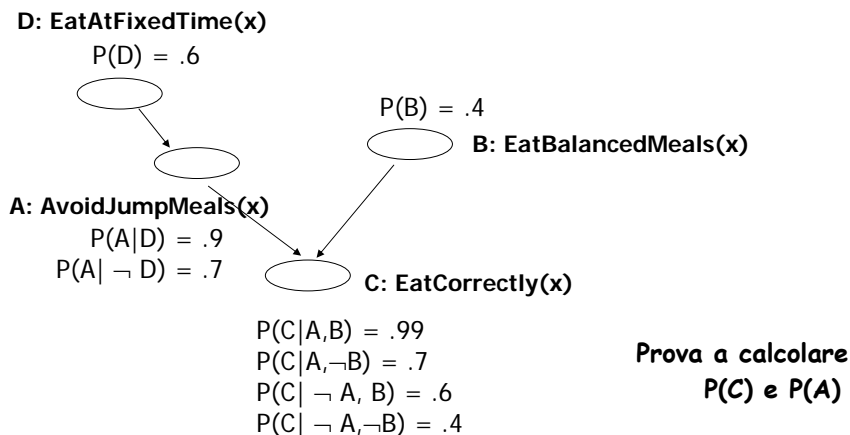 D: EatAtFixedTime(x)
P(D) = .6
P(B) = .4
B: EatBalancedMeals(x)
A: AvoidJumpMeals(x)
P(A|D) = .9
P(A| ¬ D) = .7
C: EatCorrectly(x)
P(C|A,B) = .99
P(C|A,¬B) = .7
P(C| ¬ A, B) = .6
P(C| ¬ A,¬B) = .4
Prova a calcolare
P(C) e P(A)